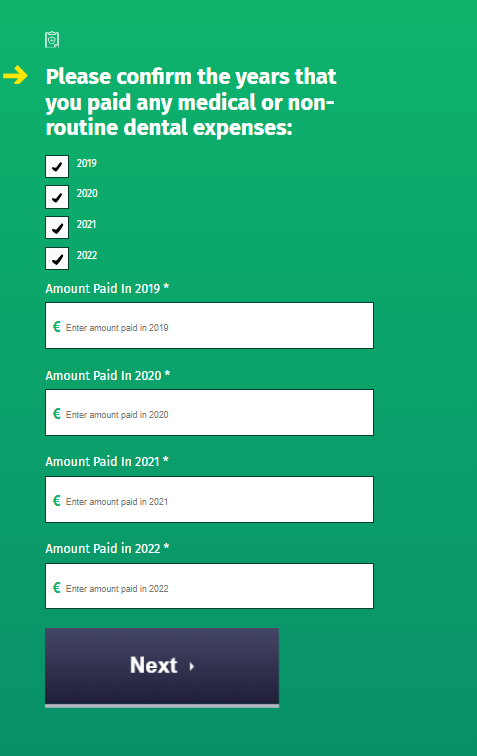 Please confirm the years that
you paid any medical or non-
routine dental expenses:
2019
2020
2021
2022
Amount Paid In 2019 *
€ Enter amount paid in 2019
Amount Paid In 2020 *
€ Enter amount paid in 2020
Amount Paid In 2021 *
€ Enter amount paid in 2021
Amount Paid in 2022 *
€ Enter amount paid in 2022
Next